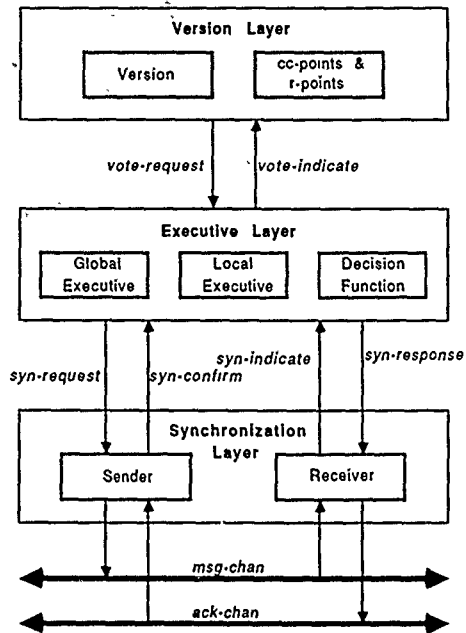 Version Layer
Version
cc-points &
r-points
vote-request
vote-indicate
Executive Layer
Global
Executive
Local
Executive
Decision
Function
syn-request
syn-confirm
syn-indicate
syn-response
Synchronization
Layer
Sender
Receiver
msg-chan
ack-chan